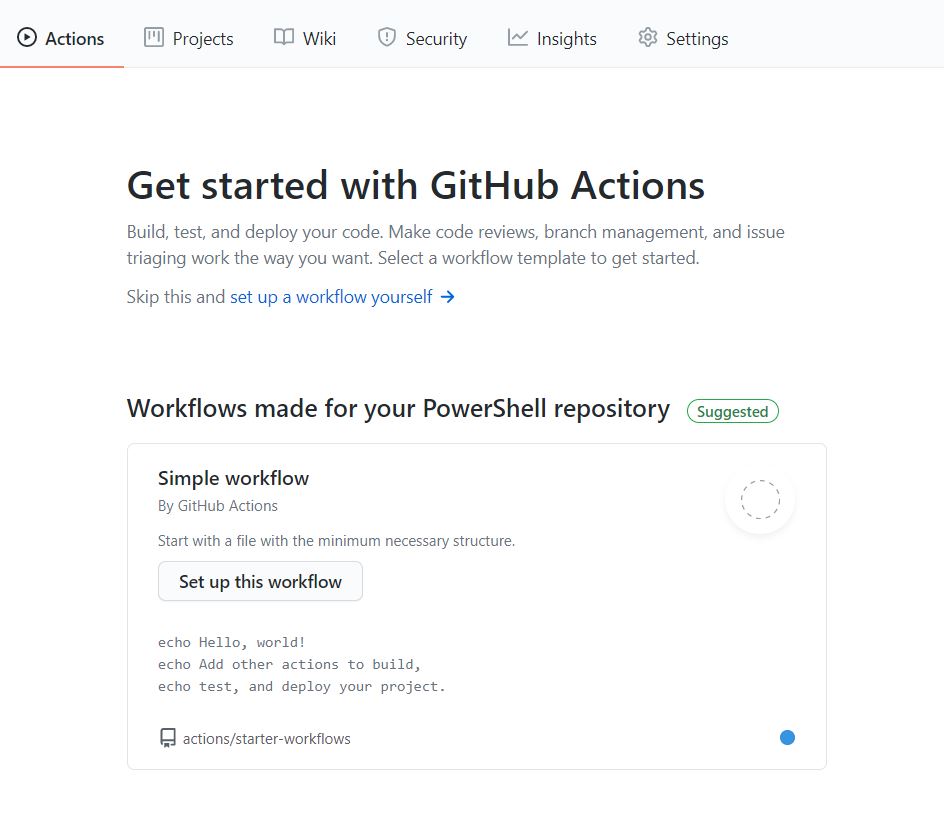 Actions Projects Wiki Security Insights Settings
Get started with GitHub Actions
Build, test, and deploy your code. Make code reviews, branch management, and issue
triaging work the way you want. Select a workflow template to get started.
Skip this and set up a workflow yourself →
Workflows made for your PowerShell repository Suggested
Simple workflow
By GitHub Actions
Start with a file with the minimum necessary structure.
Set up this workflow
echo Hello, world!
echo Add other actions to build,
echo test, and deploy your project.
actions/starter-workflows